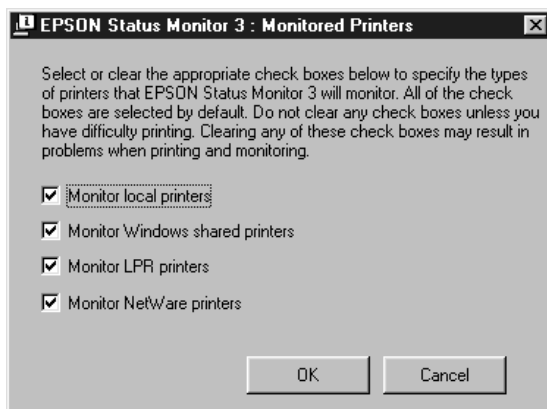 EPSON Status Monitor 3 : Monitored Printers
Select or clear the appropriate check boxes below to specify the types
of printers that EPSON Status Monitor 3 will monitor. All of the check
boxes are selected by default. Do not clear any check boxes unless you
have difficulty printing. Clearing any of these check boxes may result in
problems when printing and monitoring.
Monitor local printers
Monitor Windows shared printers
Monitor LPR printers
Monitor NetWare printers
OK
Cancel